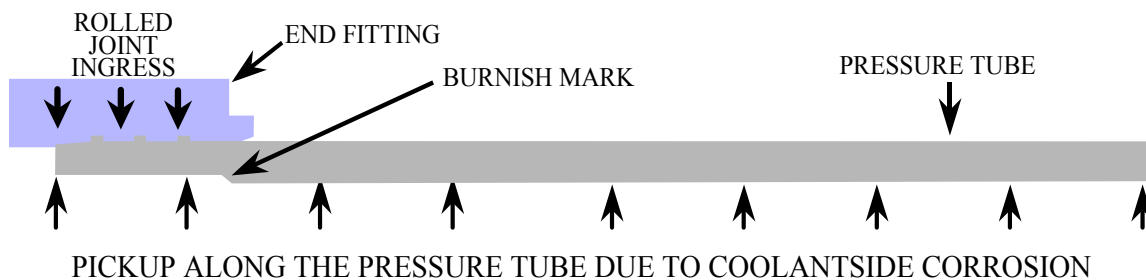 ROLLED
JOINT
INGRESS
END FITTING
BURNISH MARK
PRESSURE TUBE
PICKUP ALONG THE PRESSURE TUBE DUE TO COOLANTSIDE CORROSION